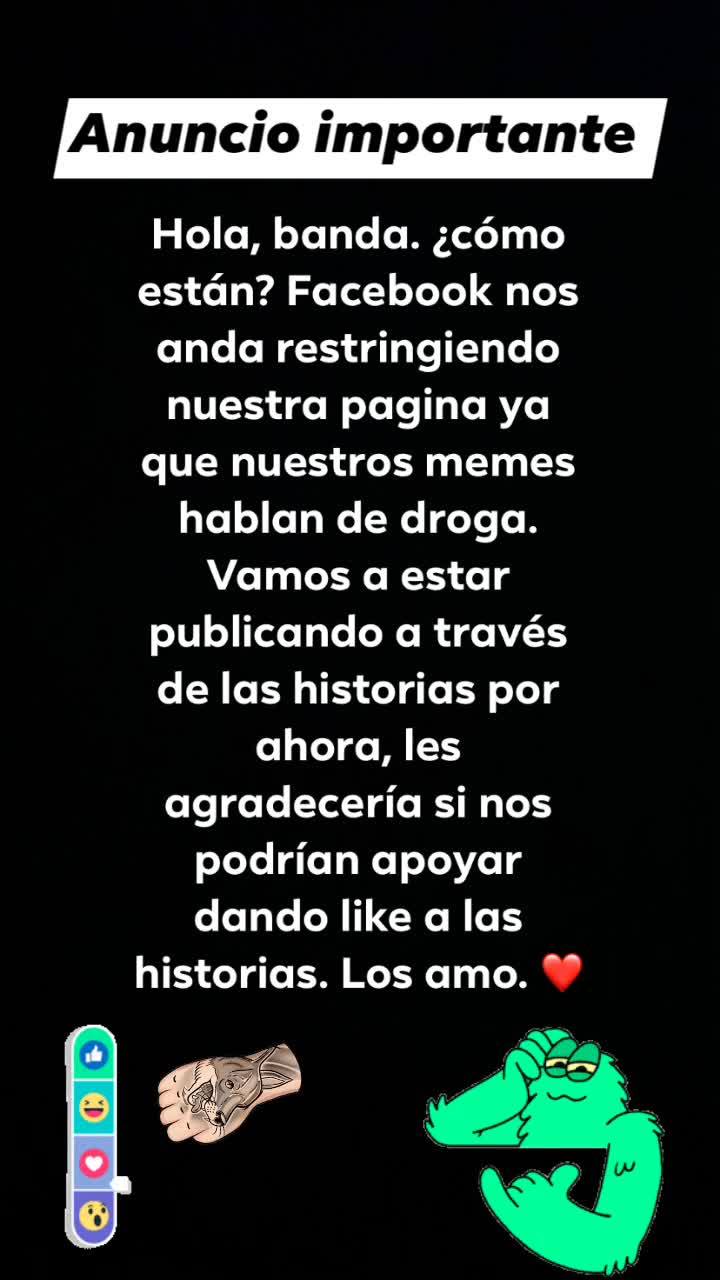 Anuncio importante
Hola, banda. ¿cómo
están? Facebook nos
anda restringiendo
nuestra pagina ya
que nuestros memes
hablan de droga.
Vamos a estar
publicando a través
de las historias por
ahora, les
agradecería si nos
podrían apoyar
dando like a las
historias. Los amo. ❤️